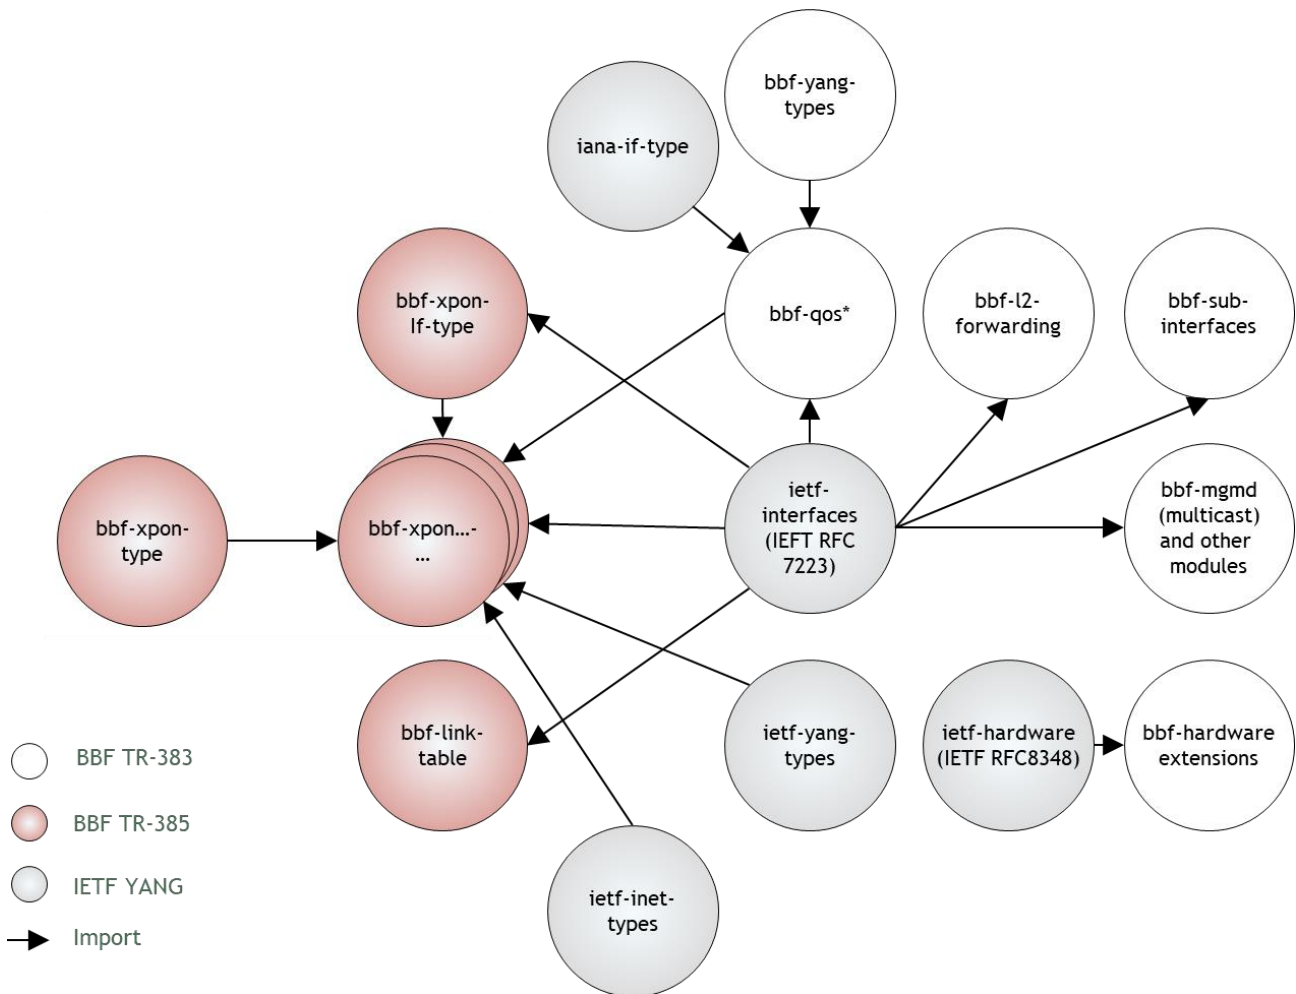 bbf-yang-
types
iana-if-type
bbf-xpon-
If-type
bbf-qos*
bbf-l2-
forwarding
bbf-sub-
interfaces
bbf-xpon-
type
bbf-xpon…-
…
ietf-
interfaces
(IEFT RFC
7223)
bbf-mgmd
(multicast)
and other
modules
bbf-link-
table
ietf-yang-
types
ietf-hardware
(IETF RFC8348)
bbf-hardware
extensions
ietf-inet-
types
BBF TR-383
BBF TR-385
IETF YANG
Import